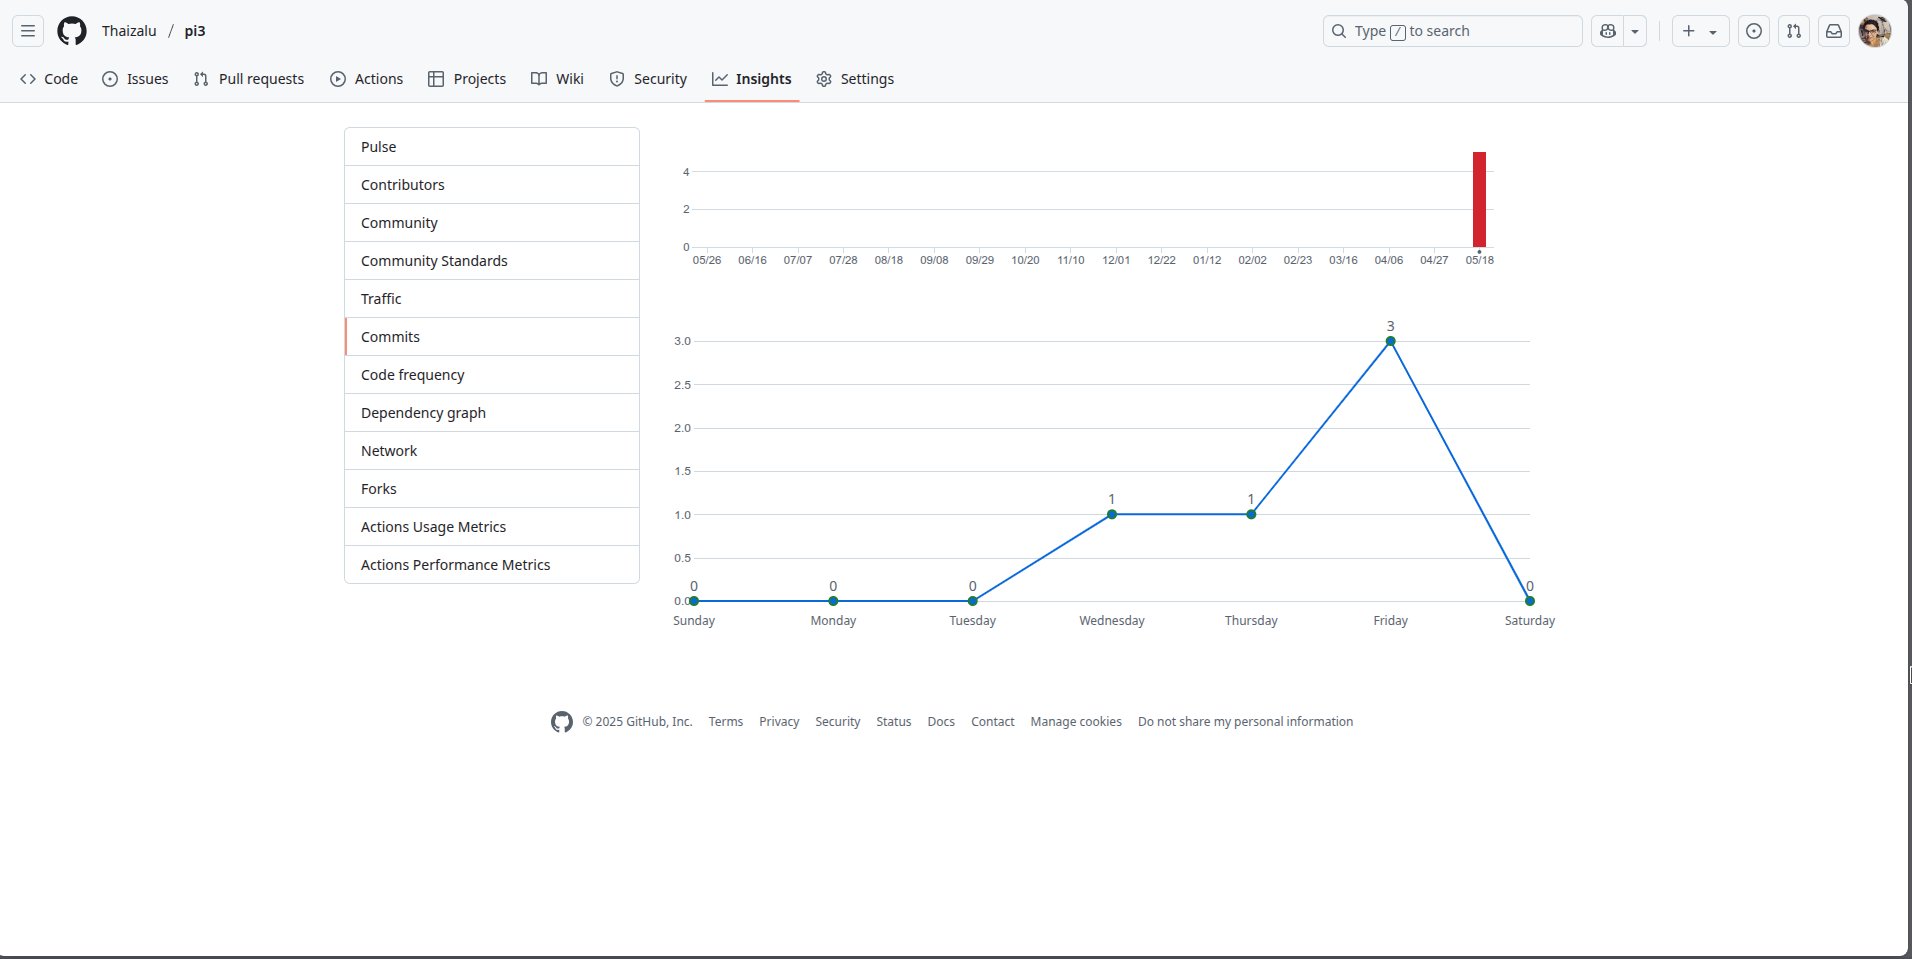 Thaizalu / pi3
Type / to search
Code Issues Pull requests Actions Projects Wiki Security Insights Settings
Pulse
Contributors
Community
Community Standards
Traffic
Commits
Code frequency
Dependency graph
Network
Forks
Actions Usage Metrics
Actions Performance Metrics
4
2
0
05/26 06/16 07/07 07/28 08/18 09/08 09/29 10/20 11/10 12/01 12/22 01/12 02/02 02/23 03/16 04/06 04/27 05/18
3
3.0
2.5
2.0
1.5
1 1
1.0
0.5
0 0 0 0
0.0
Sunday Monday Tuesday Wednesday Thursday Friday Saturday
© 2025 GitHub, Inc. Terms Privacy Security Status Docs Contact Manage cookies Do not share my personal information